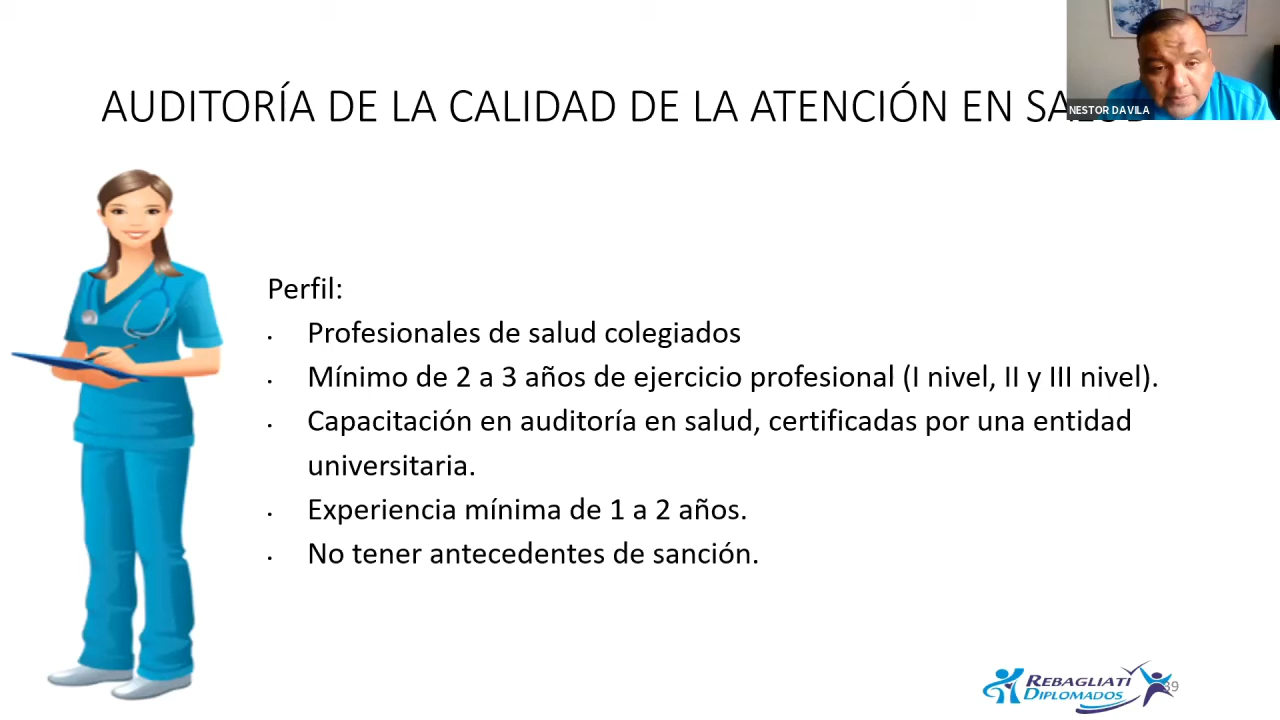 AUDITORÍA DE LA CALIDAD DE LA ATENCIÓN EN
NESTOR DAVILA
Perfil:
· Profesionales de salud colegiados
· Mínimo de 2 a 3 años de ejercicio profesional (I nivel, II y III nivel).
· Capacitación en auditoría en salud, certificadas por una entidad
universitaria.
· Experiencia mínima de 1 a 2 años.
· No tener antecedentes de sanción.
REBAGLIATI
DIPLOMADOS
39